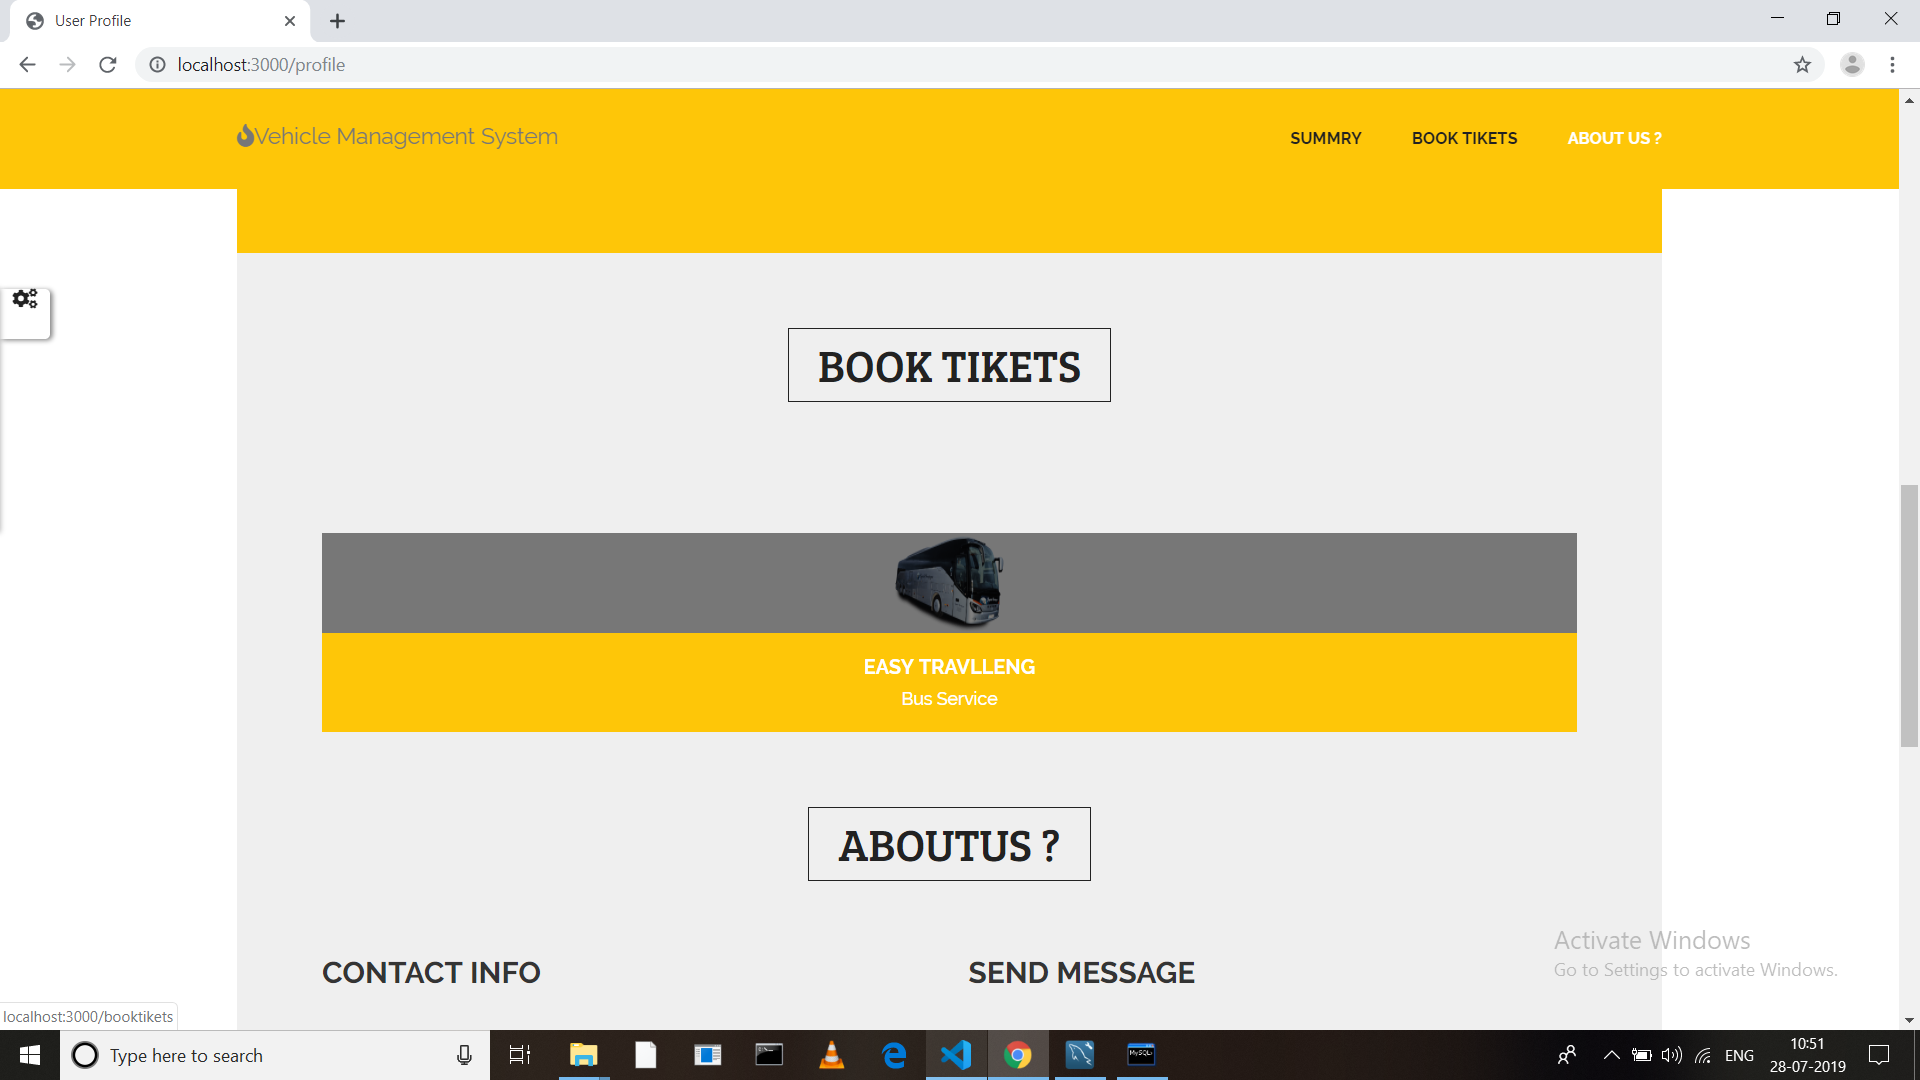 User Profile
localhost:3000/profile
Vehicle Management System
SUMMRY
BOOK TIKETS
ABOUT US ?
BOOK TIKETS
EASY TRAVLLENG
Bus Service
ABOUTUS ?
CONTACT INFO
SEND MESSAGE
Activate Windows
Go to Settings to activate Windows.
localhost:3000/booktikets
Type here to search
ENG
10:51
28-07-2019